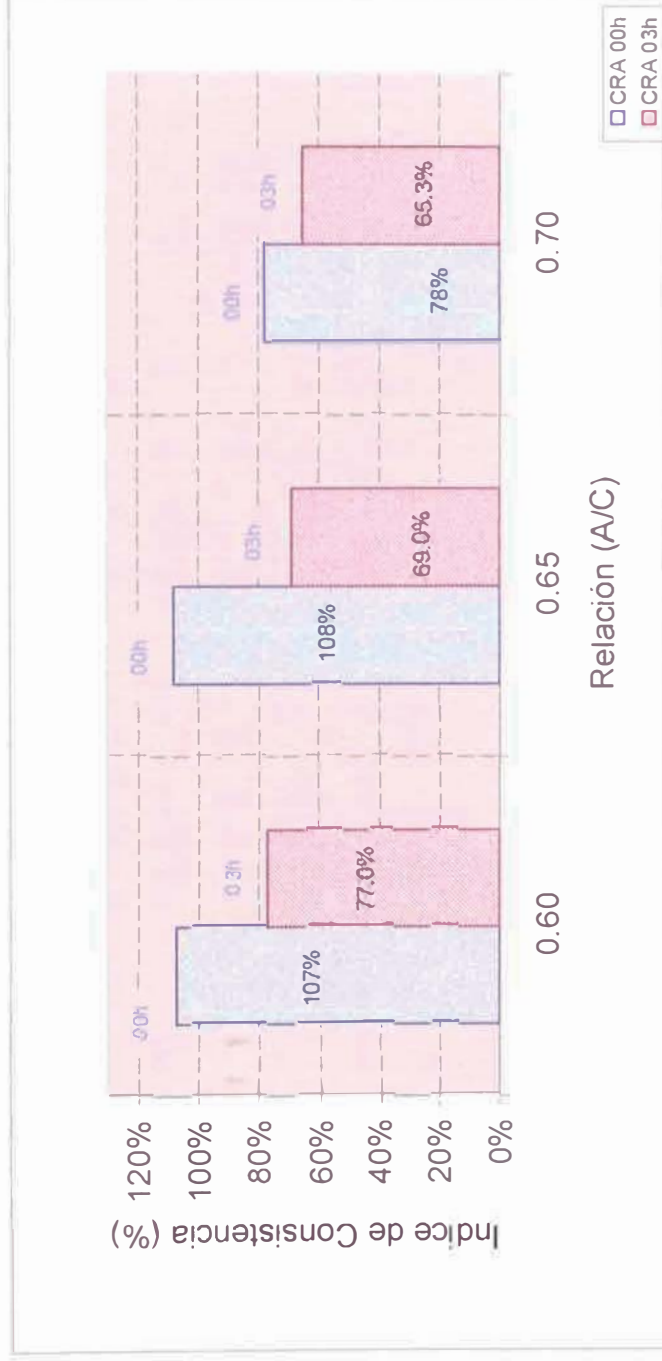 Indice de Consistencia (%)
120%
100%
80%
60%
40%
20%
0%
00h
03h
107%
77.0%
00h
03h
108%
69.0%
00h
03h
78%
65.3%
0.60
0.65
0.70
Relación (A/C)
CRA 00h
CRA 03h